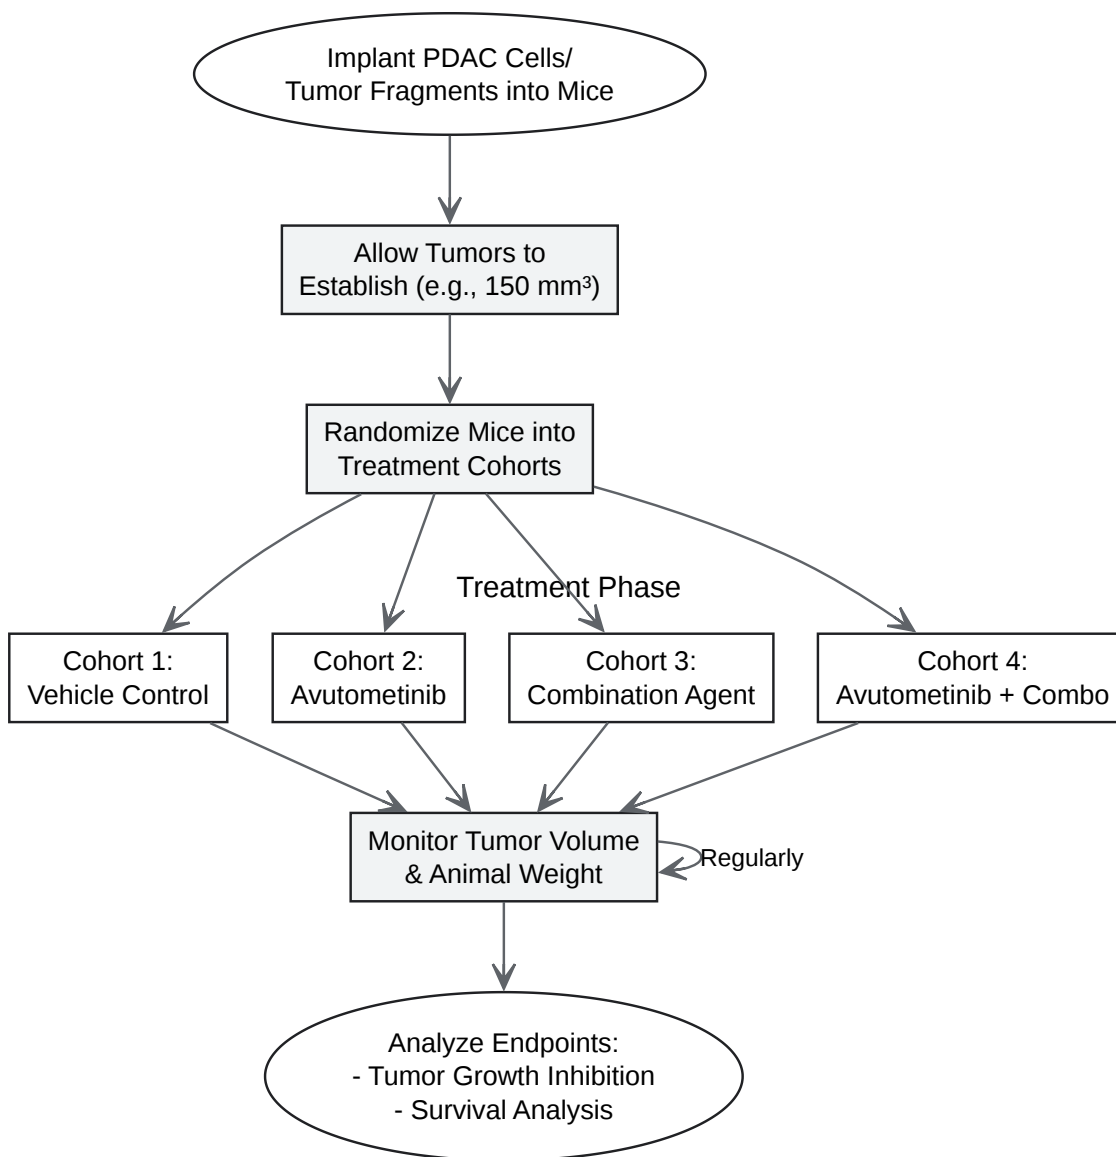 Implant PDAC Cells/
Tumor Fragments into Mice
Allow Tumors to
Establish (e.g., 150 mm³)
Randomize Mice into
Treatment Cohorts
Treatment Phase
Cohort 1:
Vehicle Control
Cohort 2:
Avutometinib
Cohort 3:
Combination Agent
Cohort 4:
Avutometinib + Combo
Monitor Tumor Volume
& Animal Weight
Regularly
Analyze Endpoints:
- Tumor Growth Inhibition
- Survival Analysis